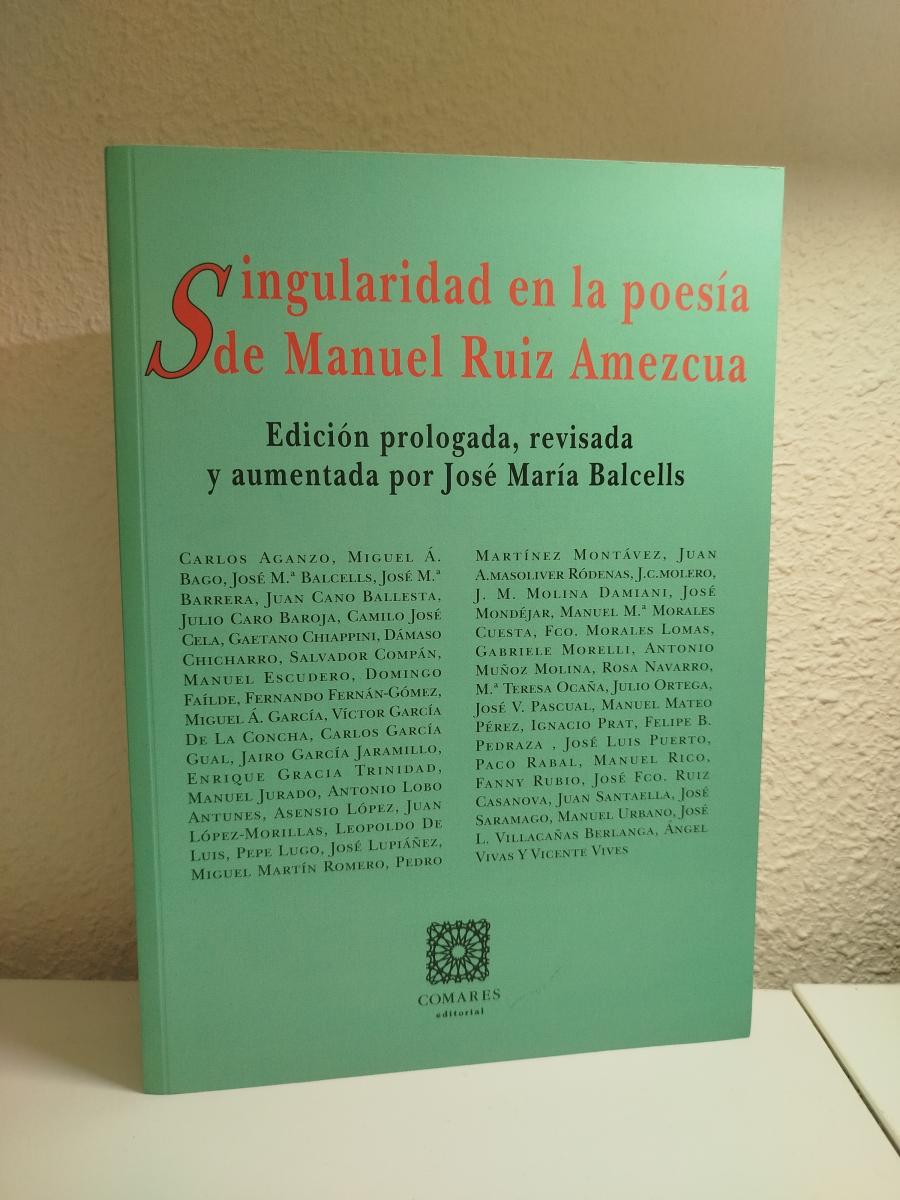 Singularidad en la poesía
de Manuel Ruiz Amezcua
Edición prologada, revisada
y aumentada por José María Balcells
CARLOS AGANZO, MIGUEL Á.
BAGO, JOSÉ M.ª BALCELLS, JOSÉ M.ª
BARRERA, JUAN CANO BALLESTA,
JULIO CARO BAROJA, CAMILO JOSÉ
CELA, GAETANO CHIAPPINI, DÁMASO
CHICHARRO, SALVADOR COMPÁN,
MANUEL ESCUDERO, DOMINGO
FAÍLDE, FERNANDO FERNÁN-GÓMEZ,
MIGUEL Á. GARCÍA, VÍCTOR GARCÍA
DE LA CONCHA, CARLOS GARCÍA
GUAL, JAIRO GARCÍA JARAMILLO,
ENRIQUE GRACIA TRINIDAD,
MANUEL JURADO, ANTONIO LOBO
ANTUNES, ASENSIO LÓPEZ, JUAN
LÓPEZ-MORILLAS, LEOPOLDO DE
LUIS, PEPE LUGO, JOSÉ LUPIÁÑEZ,
MIGUEL MARTÍN ROMERO, PEDRO
MARTÍNEZ MONTÁVEZ, JUAN
A.MASOLIVER RÓDENAS, J.C.MOLERO,
J. M. MOLINA DAMIANI, JOSÉ
MONDÉJAR, MANUEL M.ª MORALES
CUESTA, FCO. MORALES LOMAS,
GABRIELE MORELLI, ANTONIO
MUÑOZ MOLINA, ROSA NAVARRO,
M.ª TERESA OCAÑA, JULIO ORTEGA,
JOSÉ V. PASCUAL, MANUEL MATEO
PÉREZ, IGNACIO PRAT, FELIPE B.
PEDRAZA , JOSÉ LUIS PUERTO,
PACO RABAL, MANUEL RICO,
FANNY RUBIO, JOSÉ FCO. RUIZ
CASANOVA, JUAN SANTAELLA, JOSÉ
SARAMAGO, MANUEL URBANO, JOSÉ
L. VILLACAÑAS BERLANGA, ÁNGEL
VIVAS Y VICENTE VIVES
COMARES
editorial